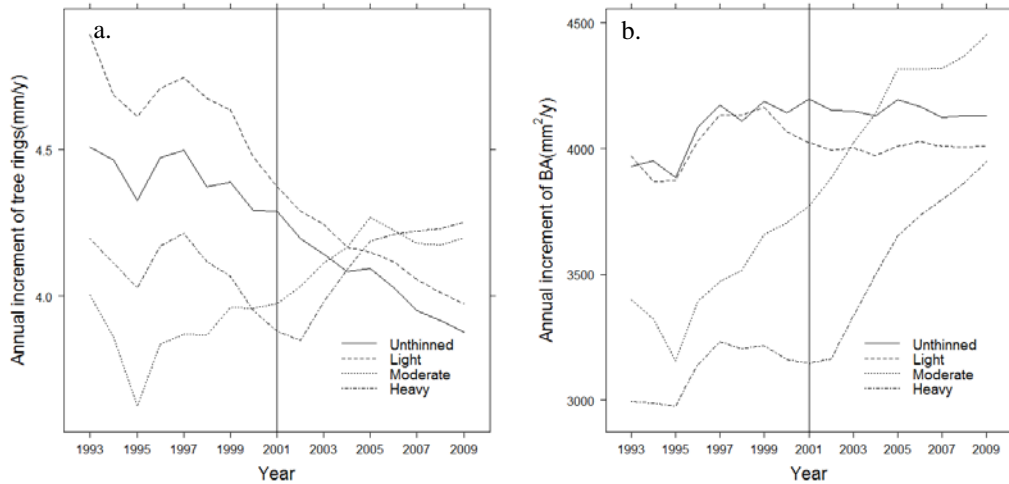 a.
Annual increment of tree rings(mm/y)
4.5
4.0
Unthinned
Light
Moderate
Heavy
1993 1995 1997 1999 2001 2003 2005 2007 2009
Year
b.
Annual increment of BA(mm²/y)
4500
4000
3500
3000
Unthinned
Light
Moderate
Heavy
1993 1995 1997 1999 2001 2003 2005 2007 2009
Year